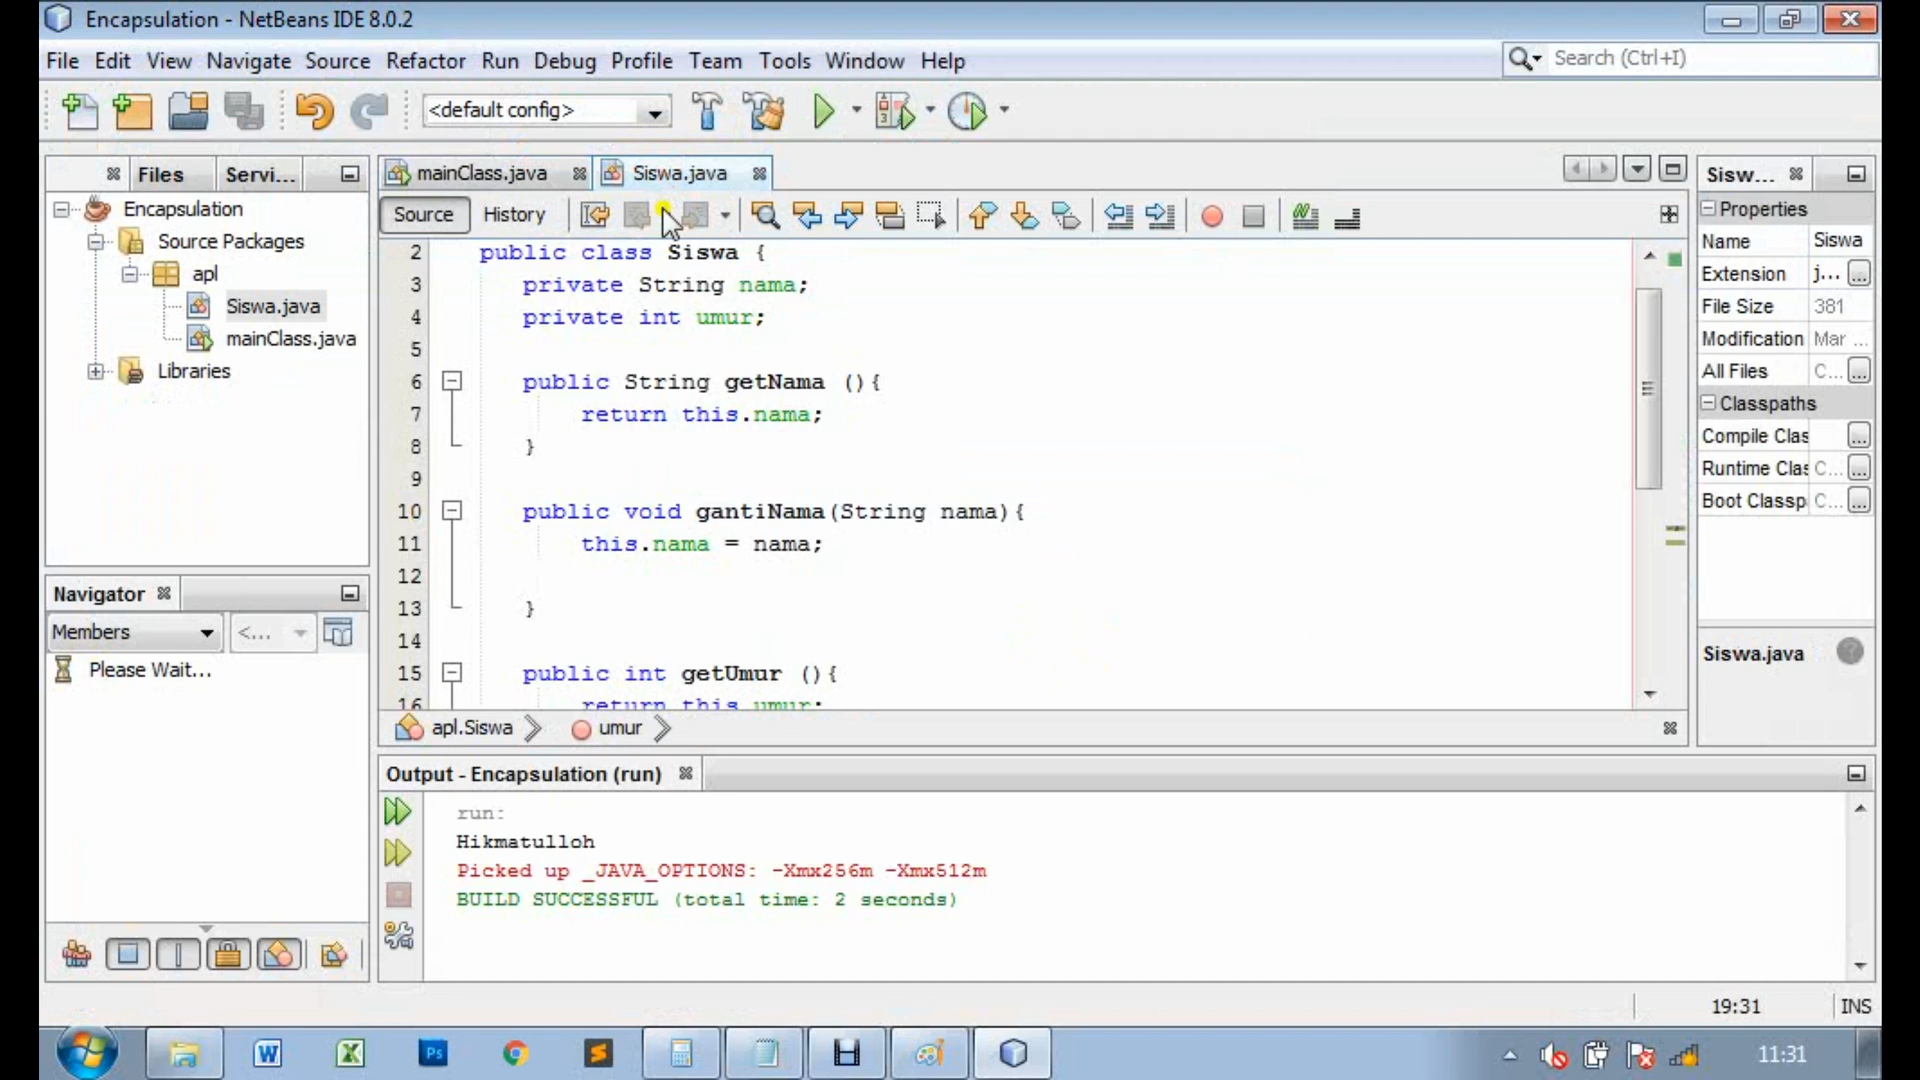 Encapsulation - NetBeans IDE 8.0.2
File Edit View Navigate Source Refactor Run Debug Profile Team Tools Window Help
Search (Ctrl+I)
<default config>
Files Servi...
Encapsulation
Source Packages
apl
Siswa.java
mainClass.java
Libraries
Navigator
Members <...
Please Wait...
mainClass.java Siswa.java
Source History
2 public class Siswa {
3 private String nama;
4 private int umur;
5
6 public String getNama (){
7 return this.nama;
8 }
9
10 public void gantiNama(String nama){
11 this.nama = nama;
12
13 }
14
15 public int getUmur (){
16 return this.umur;
apl.Siswa umur
Output - Encapsulation (run)
run:
Hikmatulloh
Picked up _JAVA_OPTIONS: -Xmx256m -Xmx512m
BUILD SUCCESSFUL (total time: 2 seconds)
Sisw...
Properties
Name Siswa
Extension j... ...
File Size 381
Modification Mar ...
All Files C... ...
Classpaths
Compile Clas ...
Runtime Clas C... ...
Boot Classp C... ...
Siswa.java
19:31 INS
11:31